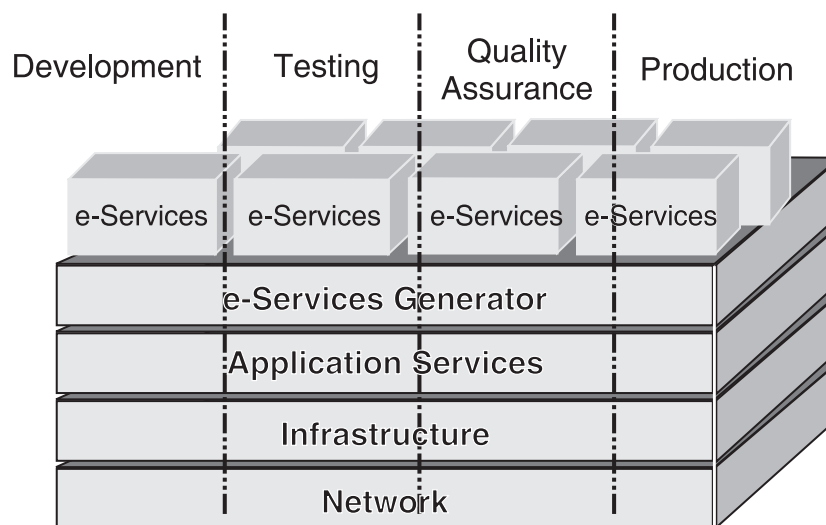 Development
Testing
Quality
Assurance
Production
e-Services
e-Services
e-Services
e-Services
e-Services Generator
Application Services
Infrastructure
Network